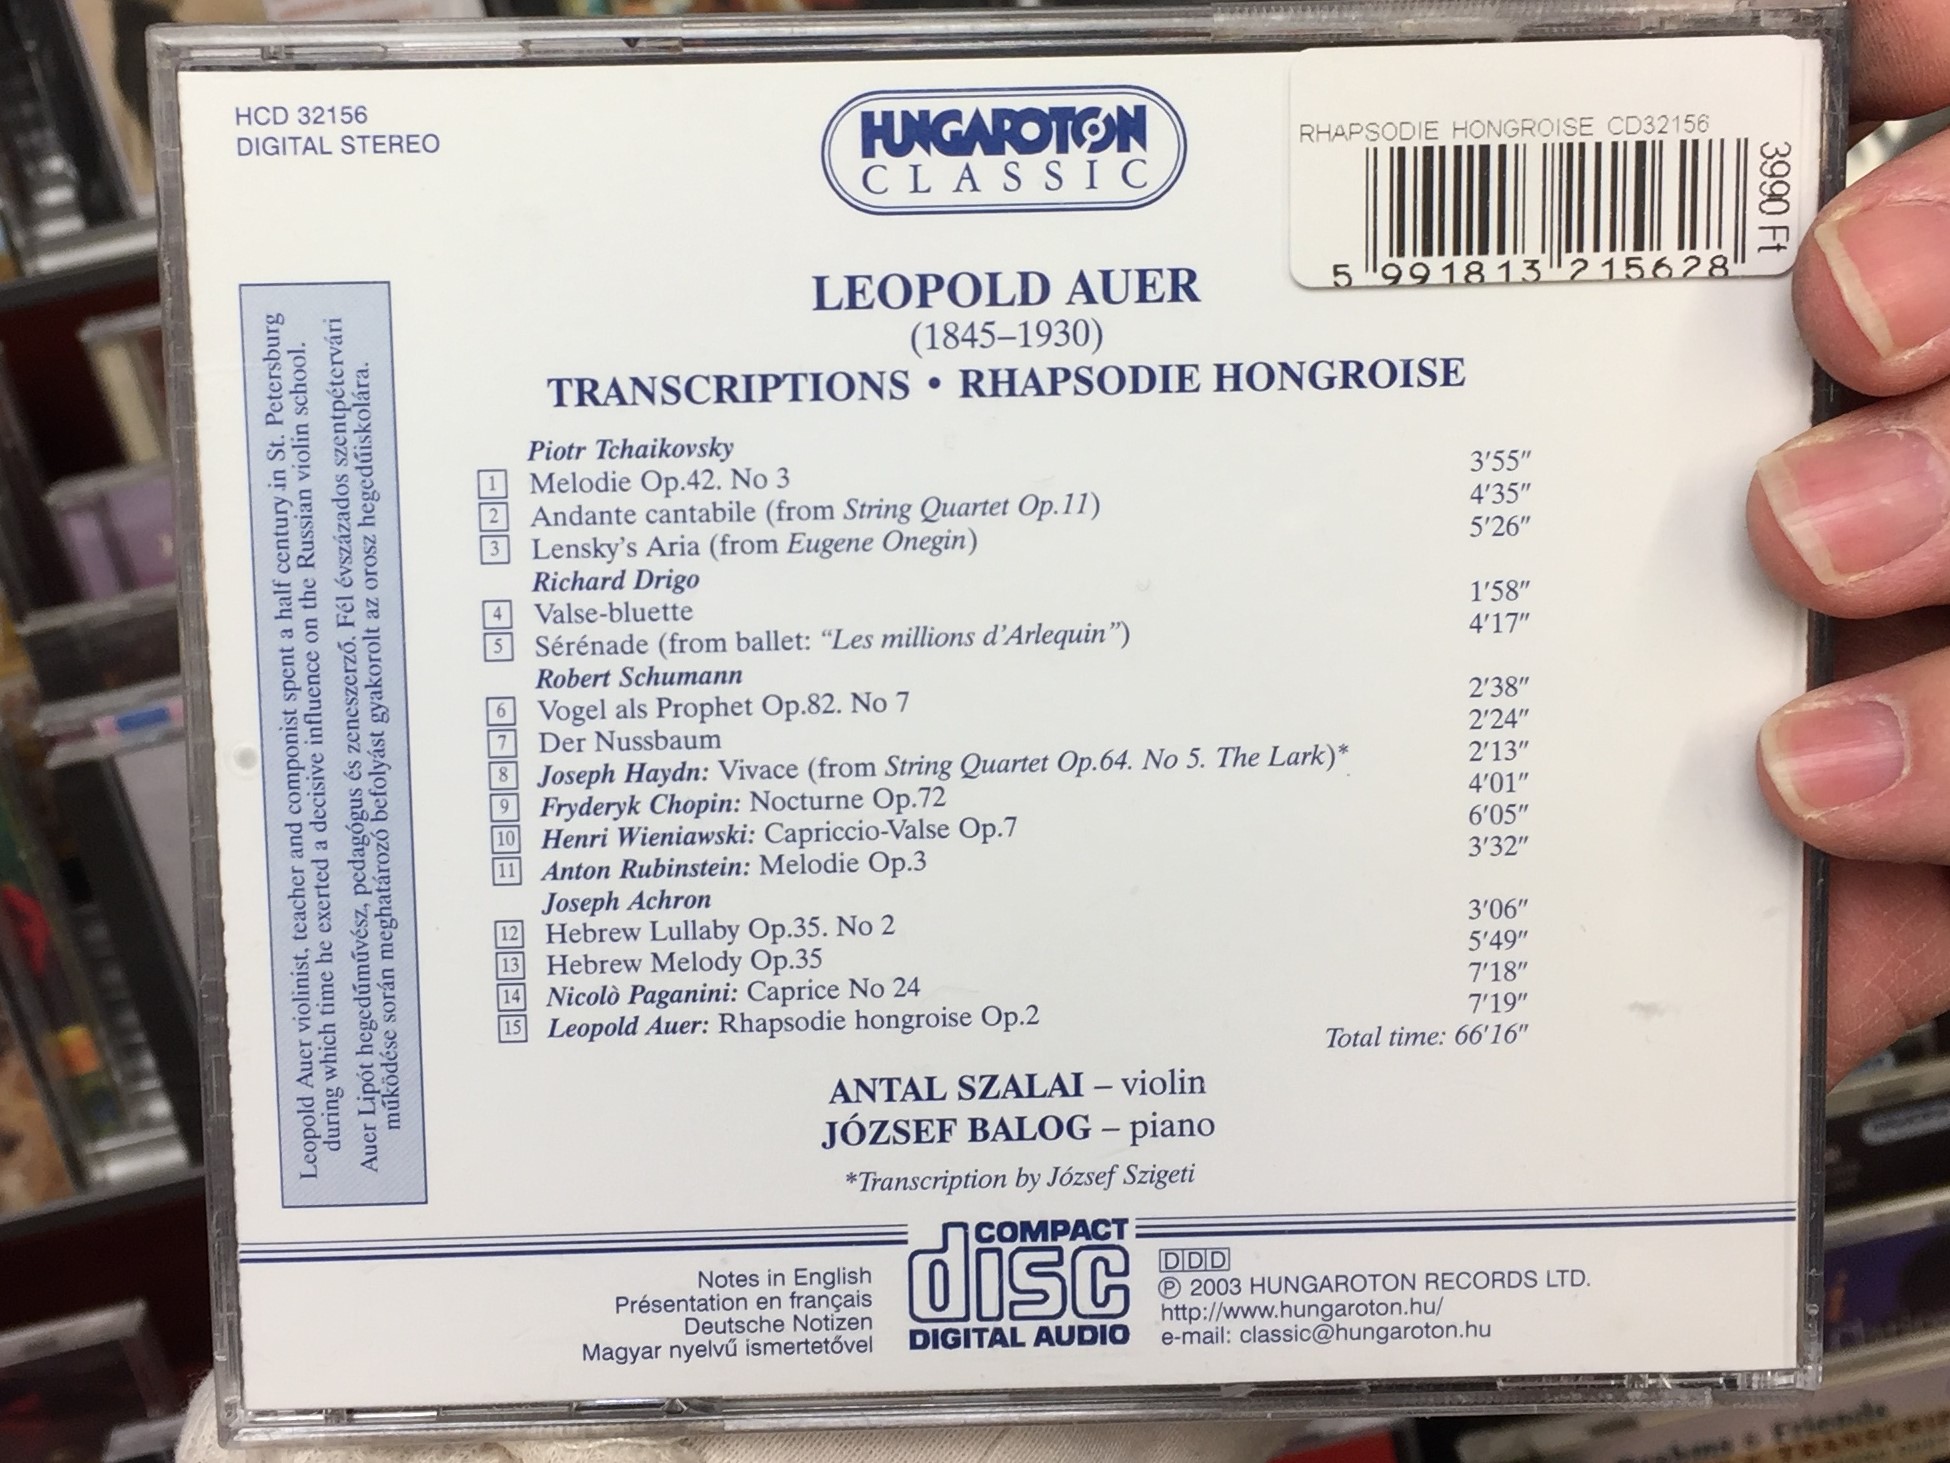 HCD 32156
DIGITAL STEREO
HUNGAROTON
CLASSIC
RHAPSODIE HONGROISE CD32156
3990 Ft
5 991813 215628
LEOPOLD AUER
(1845–1930)
TRANSCRIPTIONS • RHAPSODIE HONGROISE
Leopold Auer violinist, teacher and componist spent a half century in St. Petersburg
during which time he exerted a decisive influence on the Russian violin school.
Auer Lipót hegedűművész, pedagógus és zeneszerző. Fél évszázados szentpétervári
működése során meghatározó befolyást gyakorolt az orosz hegedűiskolára.
Piotr Tchaikovsky
1 Melodie Op.42. No 3 3'55"
2 Andante cantabile (from String Quartet Op.11) 4'35"
3 Lensky's Aria (from Eugene Onegin) 5'26"
Richard Drigo
4 Valse-bluette 1'58"
5 Sérénade (from ballet: "Les millions d'Arlequin") 4'17"
Robert Schumann
6 Vogel als Prophet Op.82. No 7 2'38"
7 Der Nussbaum 2'24"
8 Joseph Haydn: Vivace (from String Quartet Op.64. No 5. The Lark)* 2'13"
9 Fryderyk Chopin: Nocturne Op.72 4'01"
10 Henri Wieniawski: Capriccio-Valse Op.7 6'05"
11 Anton Rubinstein: Melodie Op.3 3'32"
Joseph Achron
12 Hebrew Lullaby Op.35. No 2 3'06"
13 Hebrew Melody Op.35 5'49"
14 Nicolò Paganini: Caprice No 24 7'18"
15 Leopold Auer: Rhapsodie hongroise Op.2 7'19"
Total time: 66'16"
ANTAL SZALAI – violin
JÓZSEF BALOG – piano
*Transcription by József Szigeti
Notes in English
Présentation en français
Deutsche Notizen
Magyar nyelvű ismertetővel
COMPACT
disc
DIGITAL AUDIO
DDD
℗ 2003 HUNGAROTON RECORDS LTD.
http://www.hungaroton.hu/
e-mail: classic@hungaroton.hu